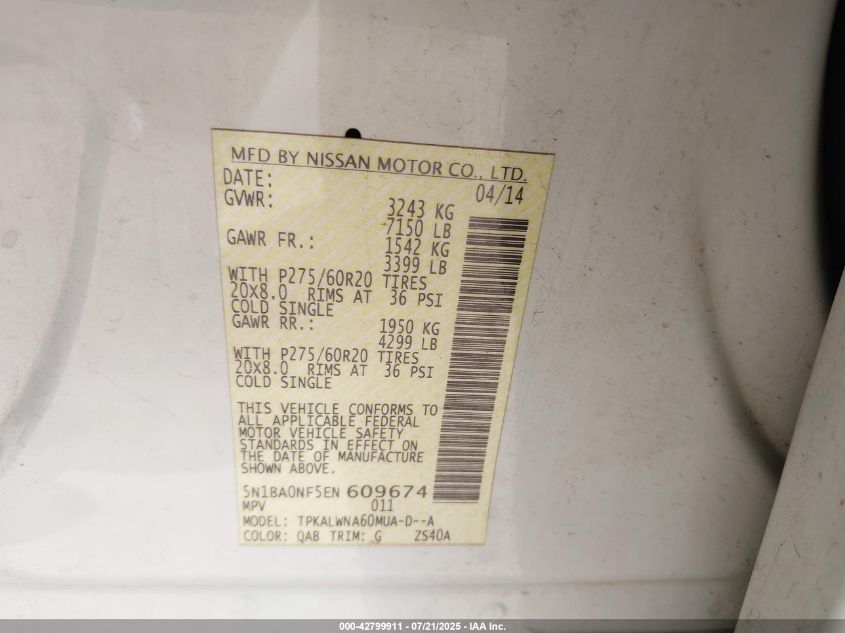 MFD BY NISSAN MOTOR CO., LTD.
DATE: 04/14
GVWR: 3243 KG
7150 LB
GAWR FR.: 1542 KG
3399 LB
WITH P275/60R20 TIRES
20X8.0 RIMS AT 36 PSI
COLD SINGLE
GAWR RR.: 1950 KG
4299 LB
WITH P275/60R20 TIRES
20X8.0 RIMS AT 36 PSI
COLD SINGLE
THIS VEHICLE CONFORMS TO
ALL APPLICABLE FEDERAL
MOTOR VEHICLE SAFETY
STANDARDS IN EFFECT ON
THE DATE OF MANUFACTURE
SHOWN ABOVE.
5N1BA0NF5EN 609674
MPV 011
MODEL: TPKALWNA60MUA-D--A
COLOR: QAB TRIM: G ZS40A
000-42799911 - 07/21/2025 - IAA Inc.